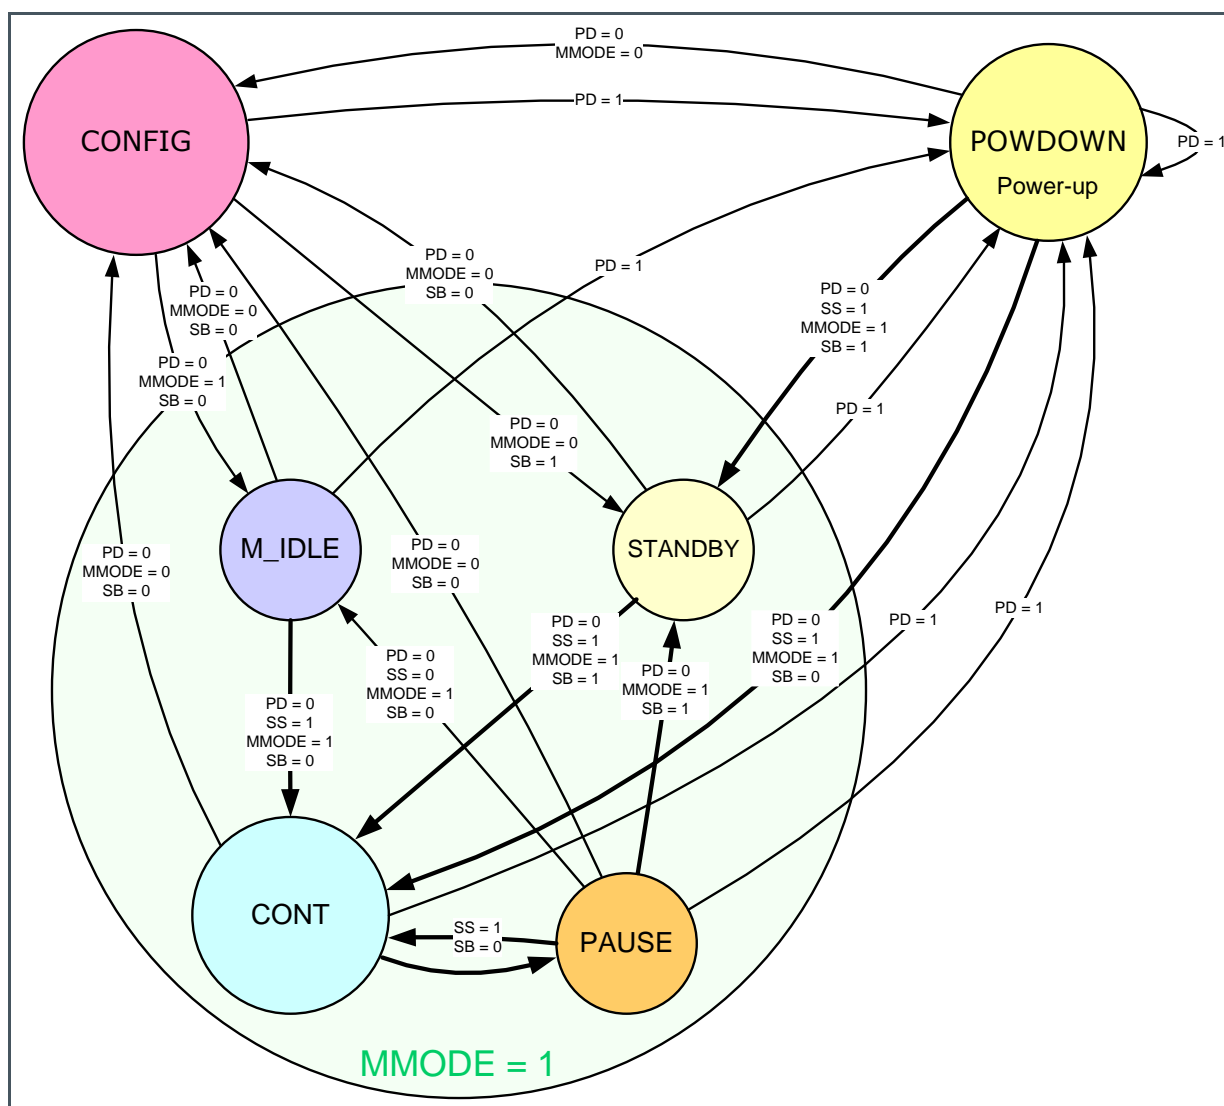 PD = 0
MMODE = 0
PD = 1
CONFIG
POWDOWN
Power-up
PD = 1
PD = 0
MMODE = 0
SB = 0
PD = 1
PD = 0
MMODE = 0
SB = 0
PD = 0
SS = 1
MMODE = 1
SB = 1
PD = 0
MMODE = 1
SB = 0
PD = 1
PD = 0
MMODE = 0
SB = 1
M_IDLE
STANDBY
PD = 0
MMODE = 0
SB = 0
PD = 0
MMODE = 0
SB = 0
PD = 0
SS = 1
MMODE = 1
SB = 1
PD = 0
SS = 1
MMODE = 1
SB = 0
PD = 1
PD = 1
PD = 0
SS = 0
MMODE = 1
SB = 0
PD = 0
MMODE = 1
SB = 1
PD = 0
SS = 1
MMODE = 1
SB = 0
CONT
SS = 1
SB = 0
PAUSE
MMODE = 1